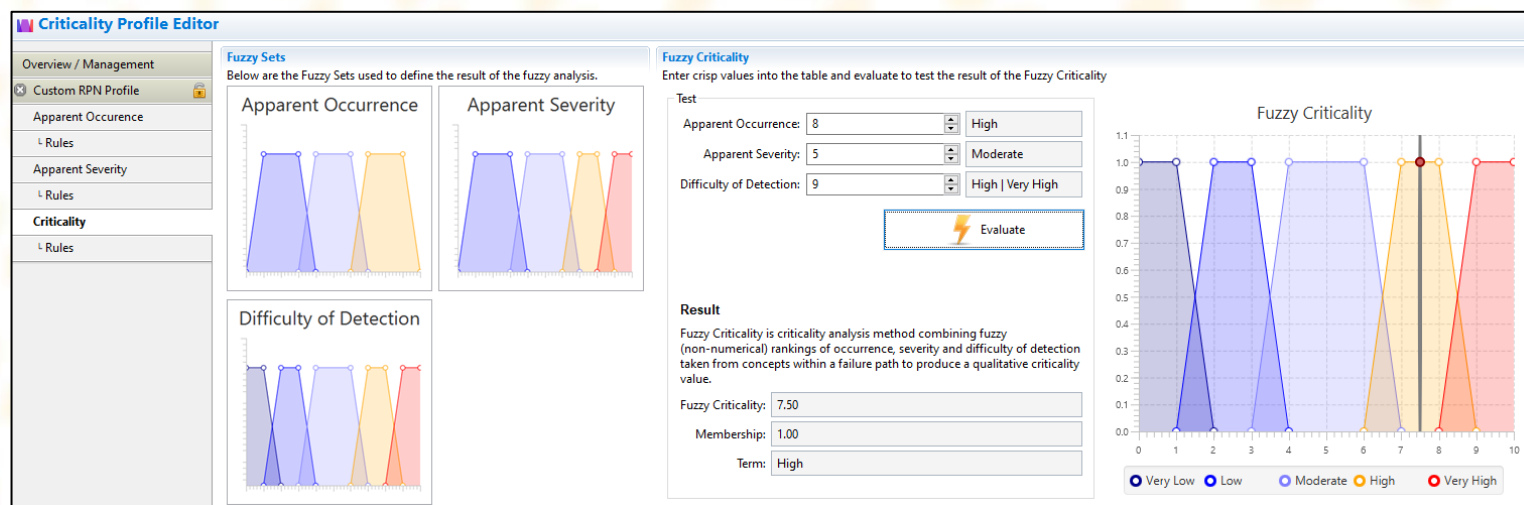 Criticality Profile Editor
Overview / Management
Custom RPN Profile
Apparent Occurence
Rules
Apparent Severity
Rules
Criticality
Rules
Fuzzy Sets
Below are the Fuzzy Sets used to define the result of the fuzzy analysis.
Apparent Occurrence
Apparent Severity
Difficulty of Detection
Fuzzy Criticality
Enter crisp values into the table and evaluate to test the result of the Fuzzy Criticality
Test
Apparent Occurrence: 8 High
Apparent Severity: 5 Moderate
Difficulty of Detection: 9 High | Very High
Evaluate
Result
Fuzzy Criticality is criticality analysis method combining fuzzy
(non-numerical) rankings of occurrence, severity and difficulty of detection
taken from concepts within a failure path to produce a qualitative criticality
value.
Fuzzy Criticality: 7.50
Membership: 1.00
Term: High
Fuzzy Criticality
1.1
1.0
0.9
0.8
0.7
0.6
0.5
0.4
0.3
0.2
0.1
0.0
0 1 2 3 4 5 6 7 8 9 10
Very Low Low Moderate High Very High